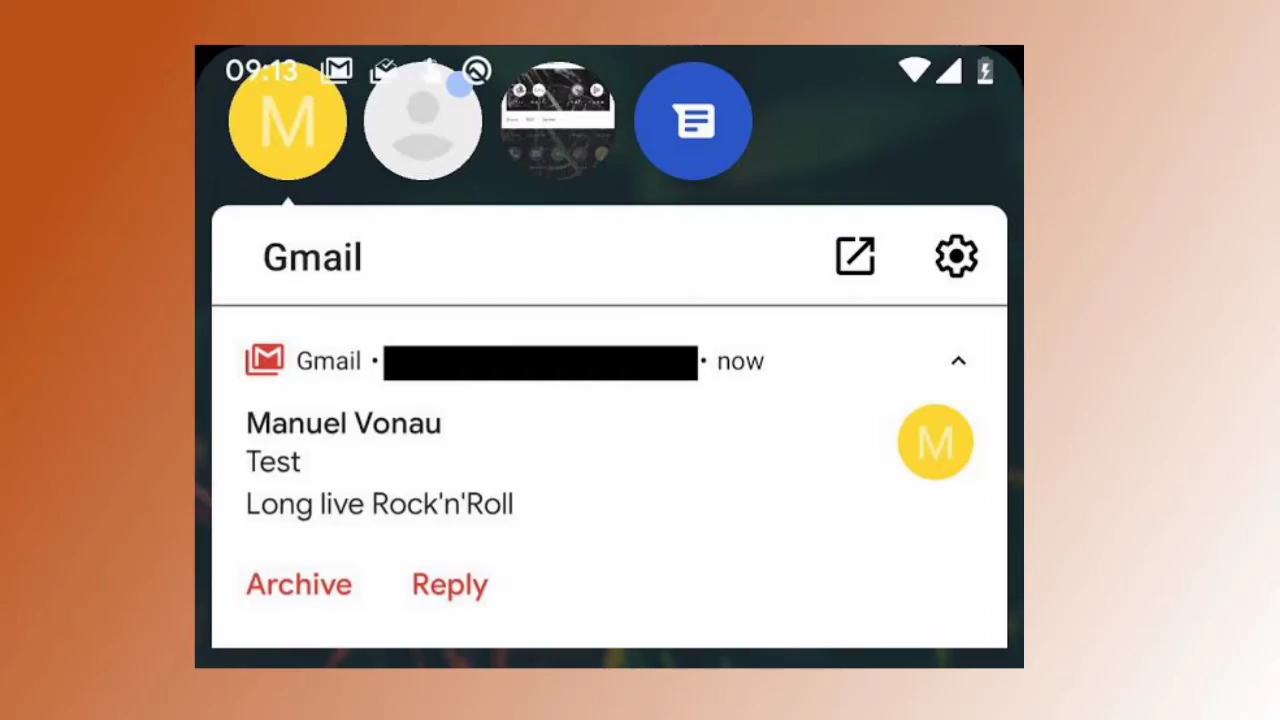 09:13
M
Gmail
Gmail • • now
Manuel Vonau
M
Test
Long live Rock'n'Roll
Archive
Reply